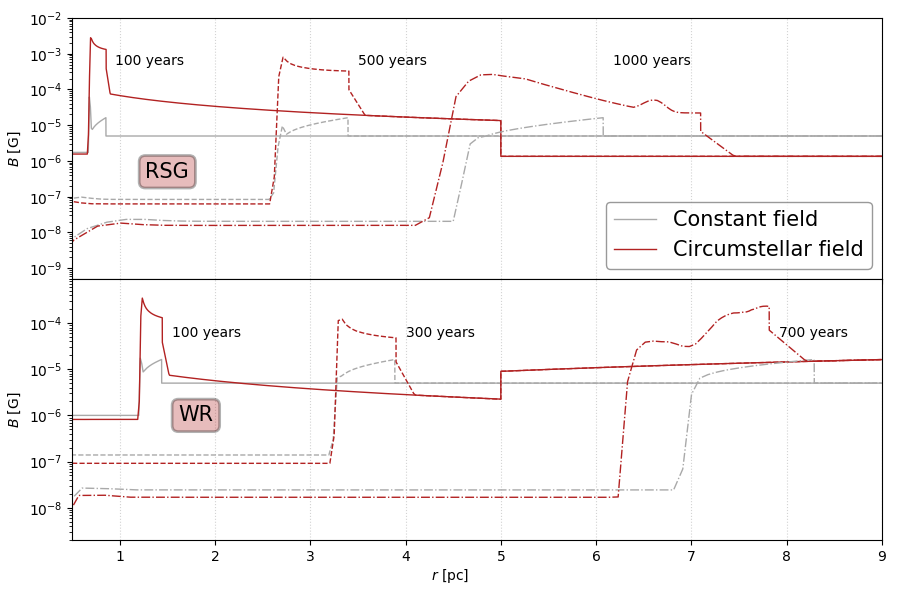 10⁻²
10⁻³
10⁻⁴
10⁻⁵
10⁻⁶
10⁻⁷
10⁻⁸
10⁻⁹
B [G]
100 years 500 years 1000 years
RSG
Constant field
Circumstellar field
10⁻⁴
10⁻⁵
10⁻⁶
10⁻⁷
10⁻⁸
B [G]
100 years 300 years 700 years
WR
1 2 3 4 5 6 7 8 9
r [pc]